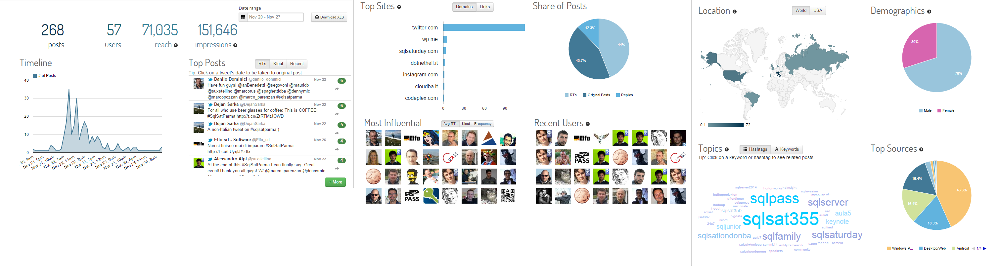 Date range
Nov 20 - Nov 27
Download XLS
268
posts
57
users
71,035
reach
151,646
impressions
Timeline
# of Posts
40
30
20
10
0
20, 9am
Nov 21, 5pm
Nov 21, 10pm
Nov 22, 7am
Nov 22, 11am
Nov 22, 3pm
Nov 22, 7pm
Nov 23, 12am
Nov 23, 9am
Nov 23, 10pm
Nov 24, 4pm
Nov 25, 11am
Nov 26, 3pm
Top Posts
RTs Klout Recent
Tip: Click on a tweet's date to be taken to original post
Danilo Dominici @danilo_dominici Nov 22 6
Have fun guys! @anBenedetti @segovoni @mauridb
@suxstellino @marcorus @spaghettidba @dennymic
@marcopozzan @marco_parenzan #sqlsatparma
Dejan Sarka @DejanSarka Nov 22 6
For all who use beer glasses for coffee: This is COFFEE!
#SqlSatParma http://t.co/ZtRTMtJOWD
Dejan Sarka @DejanSarka Nov 22 5
A non-Italian tweet on #sqlsatparma;)
Elfo srl - Software @Elfo_srl Nov 26 4
Non si finisce mai di imparare #SqlSatParma
http://t.co/LUyqlJYz8x
Alessandro Alpi @suxstellino Nov 22 4
At the end of this #SqlSatParma I can finally say. Great
event!Thank you all guys! W/ @marco_parenzan @dennymic
+ More
Top Sites
Domains Links
twitter.com
wp.me
sqlsaturday.com
dotnethell.it
instagram.com
cloudba.it
codeplex.com
0 30 60 90
Share of Posts
12.3%
44%
43.7%
RTs Original Posts Replies
Most Influential
Avg RTs Klout Frequency
Elfo
PASS
Recent Users
Elfo
PASS
Location
World USA
0.1 72
Demographics
30%
70%
Male Female
Topics
Hashtags A Keywords
Tip: Click on a keyword or hashtag to see related posts
sqlserver2014 hortonworks hdinsight
sqlinvasion
bufferpoolexten mvpbuzz alm
afterdinner sqlpass sqlserver
sqlgames
hadoop rushfinale
ineout
sqlsat sqlsat350 ssd
lsat367 bigdata sqlsat355 aula6 aula5
ricordi keynote
24x7 sqljunior sqltired
sqlsatlondonba aula7 sqlfamily sqlsaturday
sqlsatwinnipeg summit14 entityframework azure theend camera
community
sqlsatpordenone speakers
Top Sources
43.3%
16.4%
16.4%
18.3%
Windows P... Desktop/Web Android 1/4